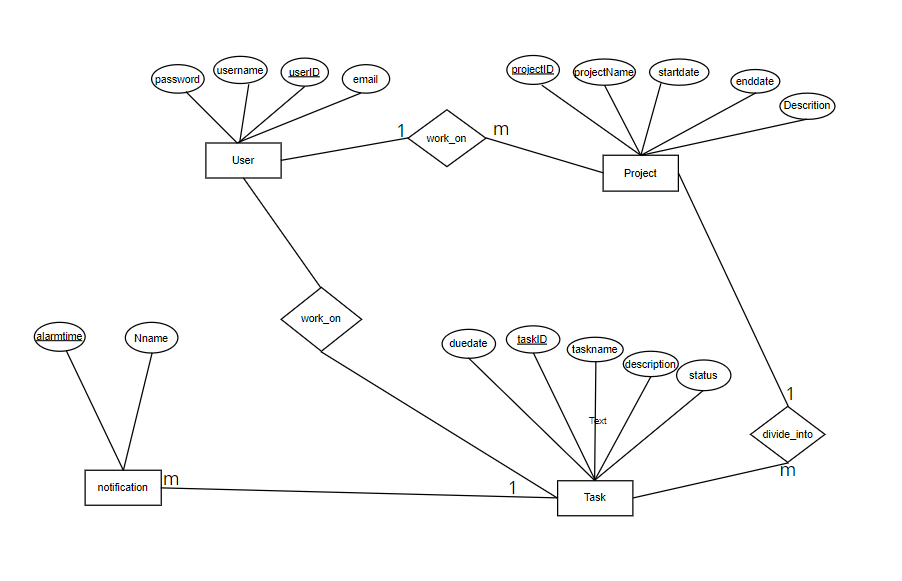 password
username
userID
email
projectID
projectName
startdate
enddate
Descrition
1
work_on
m
User
Project
work_on
alarmtime
Nname
duedate
taskID
taskname
description
status
Text
1
divide_into
m
notification
m
1
Task